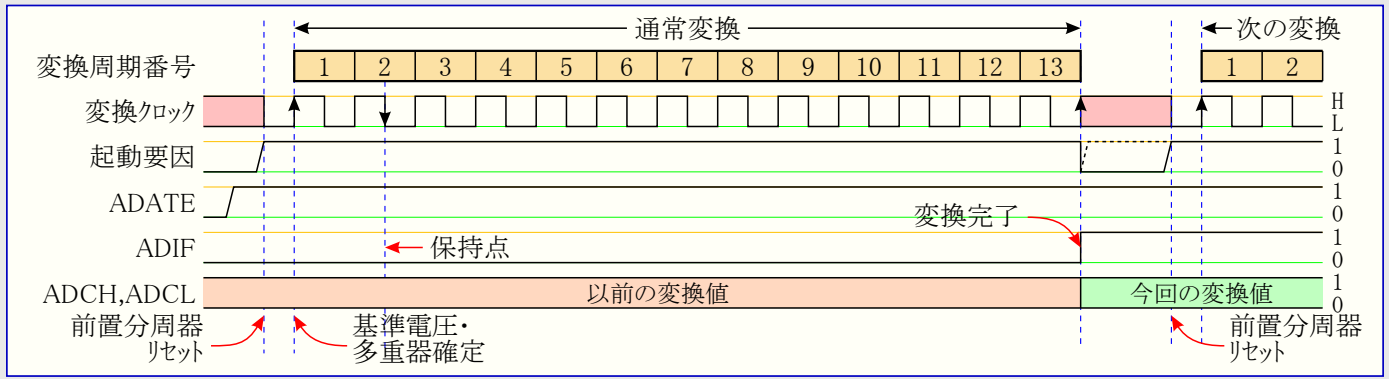 通常変換
次の変換
変換周期番号
1 2 3 4 5 6 7 8 9 10 11 12 13
1 2
変換ｸﾛｯｸ
H
L
起動要因
1
0
ADATE
1
0
変換完了
ADIF
保持点
1
0
ADCH,ADCL
以前の変換値
今回の変換値
1
0
前置分周器
ﾘｾｯﾄ
基準電圧･
多重器確定
前置分周器
ﾘｾｯﾄ